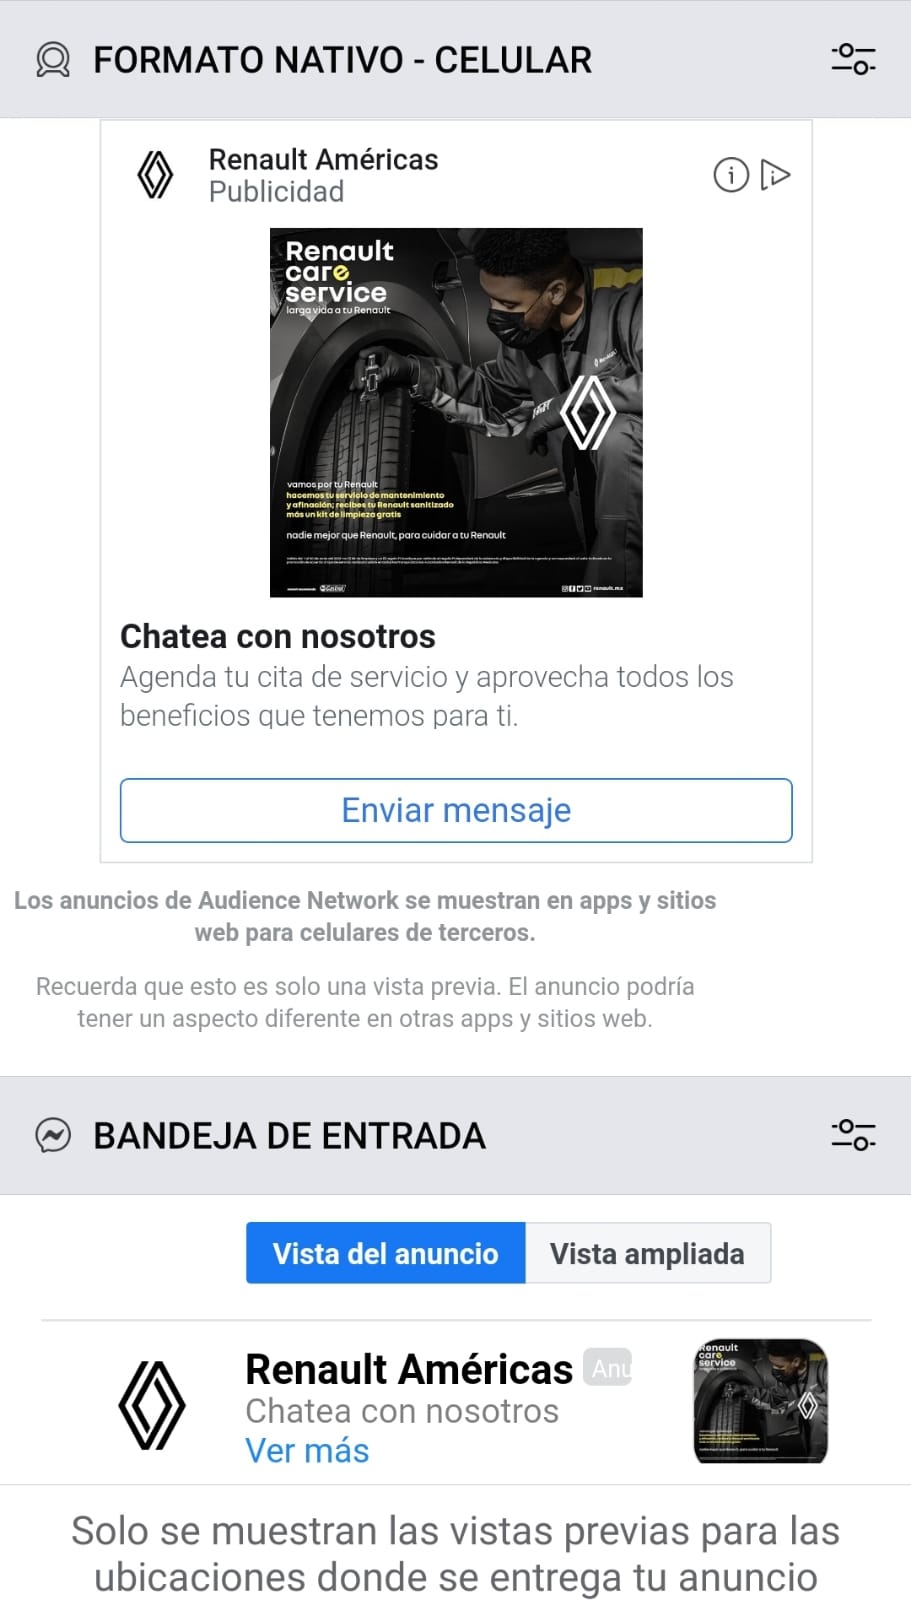 FORMATO NATIVO - CELULAR
Renault Américas
Publicidad
Renault
care
service
larga vida a tu Renault
vamos por tu Renault
hacemos tu servicio de mantenimiento
y afinación; recibes tu Renault sanitizado
más un kit de limpieza gratis
nadie mejor que Renault, para cuidar a tu Renault
Castrol
renault.mx
Chatea con nosotros
Agenda tu cita de servicio y aprovecha todos los
beneficios que tenemos para ti.
Enviar mensaje
Los anuncios de Audience Network se muestran en apps y sitios
web para celulares de terceros.
Recuerda que esto es solo una vista previa. El anuncio podría
tener un aspecto diferente en otras apps y sitios web.
BANDEJA DE ENTRADA
Vista del anuncio Vista ampliada
Renault Américas Anu
Renault
care
service
Chatea con nosotros
Ver más
Solo se muestran las vistas previas para las
ubicaciones donde se entrega tu anuncio